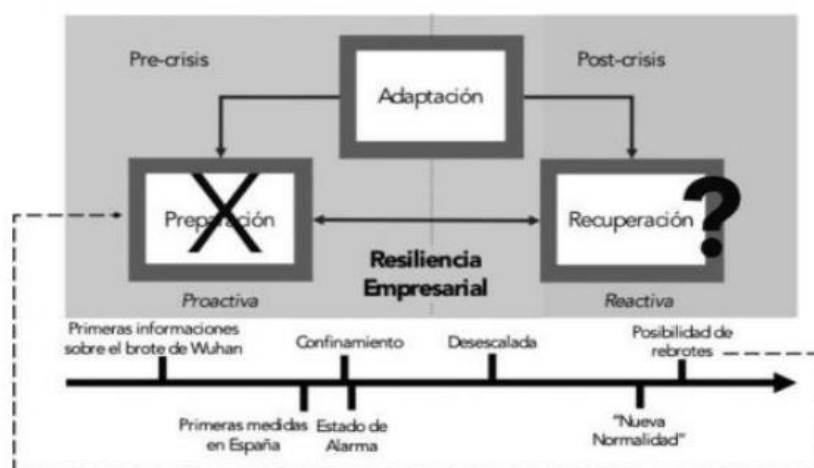 Pre-crisis
Post-crisis
Adaptación
Preparación
Recuperación
?
Resiliencia
Empresarial
Proactiva
Reactiva
Primeras informaciones
sobre el brote de Wuhan
Confinamiento
Desescalada
Posibilidad de
rebrotes
Primeras medidas
en España
Estado de
Alarma
"Nueva
Normalidad"